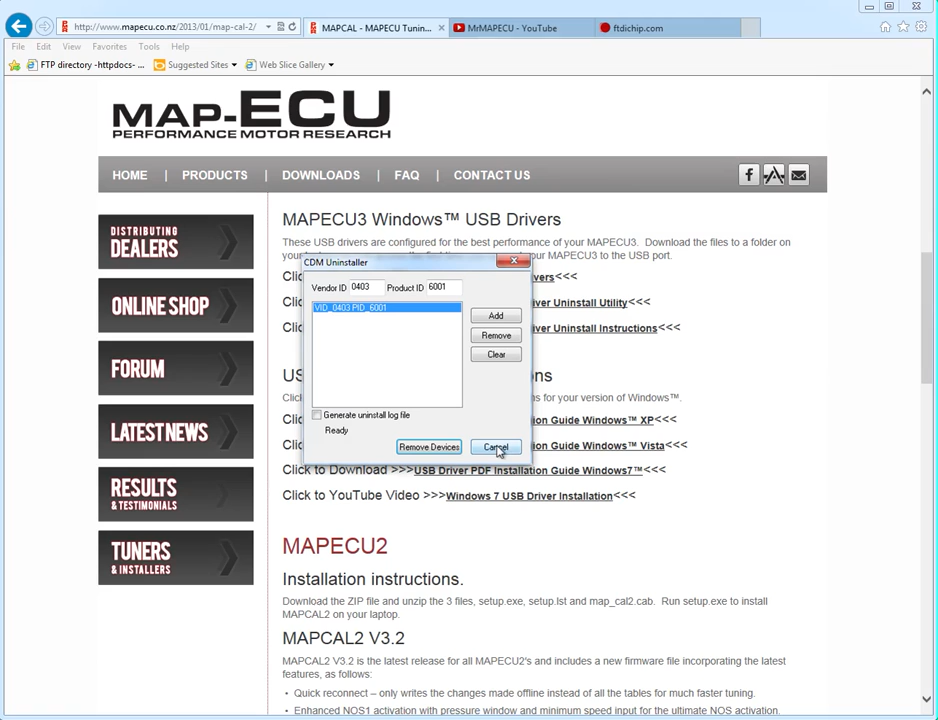 http://www.mapecu.co.nz/2013/01/map-cal-2/
MAPCAL - MAPECU Tunin...
MrMAPECU - YouTube
ftdichip.com
File Edit View Favorites Tools Help
FTP directory -httpdocs- ...
Suggested Sites
Web Slice Gallery
MAP-ECU
PERFORMANCE MOTOR RESEARCH
HOME | PRODUCTS | DOWNLOADS | FAQ | CONTACT US
DISTRIBUTING
DEALERS
ONLINE SHOP
FORUM
LATEST NEWS
RESULTS
& TESTIMONIALS
TUNERS
& INSTALLERS
MAPECU3 Windows™ USB Drivers
These USB drivers are configured for the best performance of your MAPECU3. Download the files to a folder on
your MAPECU3 to the USB port.
Clic vers<<<
Clic ver Uninstall Utility<<<
Clic ver Uninstall Instructions<<<
CDM Uninstaller
Vendor ID 0403 Product ID 6001
VID_0403 PID_6001
Add
Remove
Clear
Generate uninstall log file
Ready
Remove Devices
Cancel
US ons
Click ns for your version of Windows™.
Clic ion Guide Windows™ XP<<<
Clic ion Guide Windows™ Vista<<<
Click to Download >>>USB Driver PDF Installation Guide Windows7™<<<
Click to YouTube Video >>>Windows 7 USB Driver Installation<<<
MAPECU2
Installation instructions.
Download the ZIP file and unzip the 3 files, setup.exe, setup.lst and map_cal2.cab. Run setup.exe to install
MAPCAL2 on your laptop.
MAPCAL2 V3.2
MAPCAL2 V3.2 is the latest release for all MAPECU2's and includes a new firmware file incorporating the latest
features, as follows:
• Quick reconnect – only writes the changes made offline instead of all the tables for much faster tuning.
• Enhanced NOS1 activation with pressure window and minimum speed input for the ultimate NOS activation.